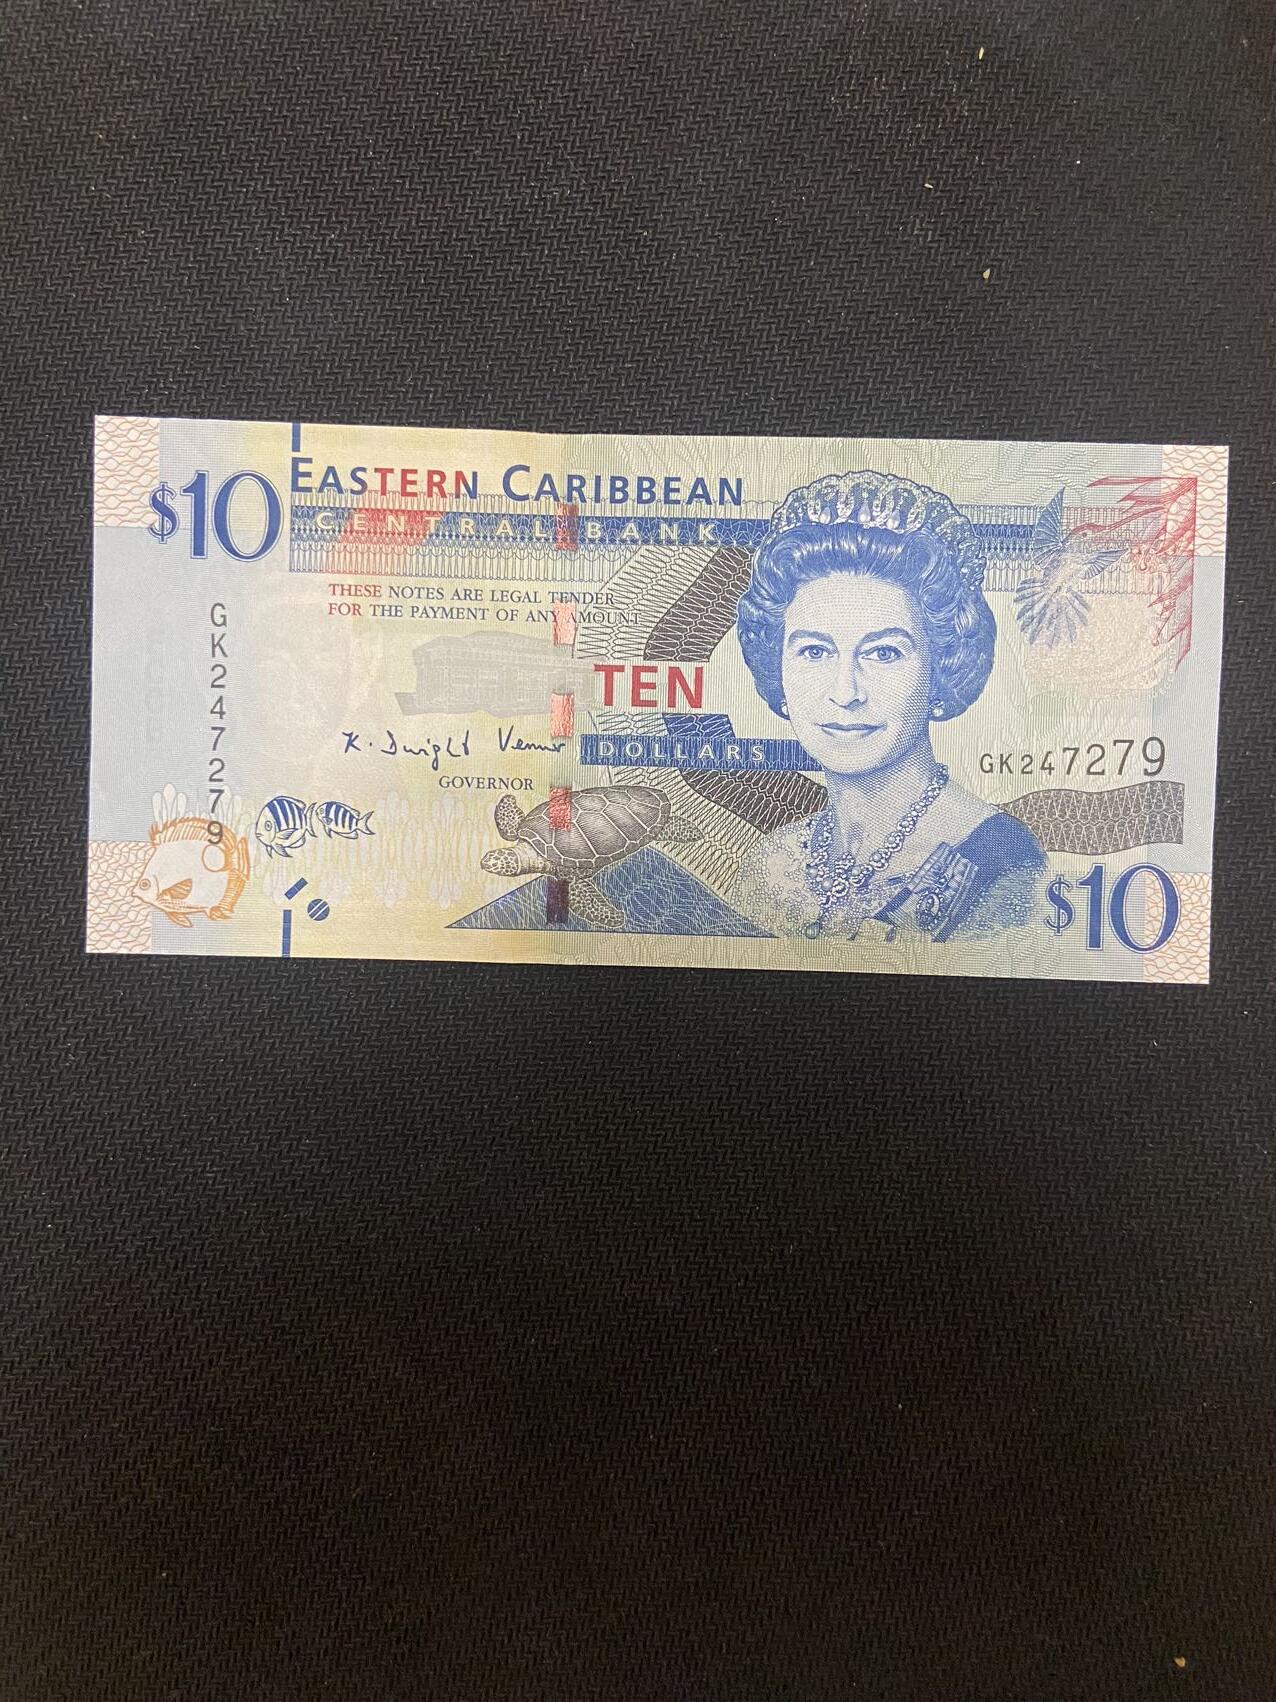 $10
EASTERN CARIBBEAN
CENTRAL BANK
THESE NOTES ARE LEGAL TENDER
FOR THE PAYMENT OF ANY AMOUNT
TEN
DOLLARS
K. Dwight Venner
GOVERNOR
GK247279
GK247279
$10